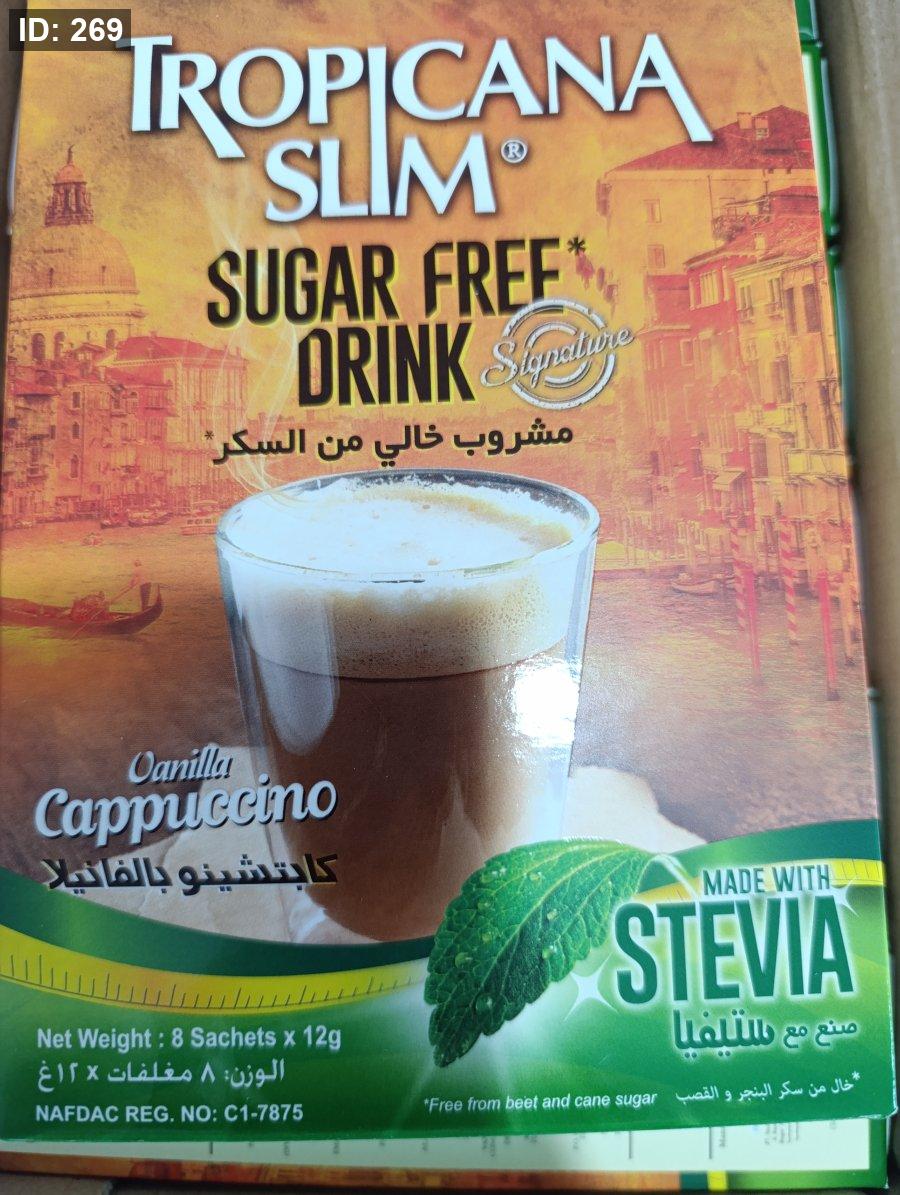 ID: 269
TROPICANA
SLIM®
SUGAR FREE*
DRINK
Signature
مشروب خالي من السكر*
Vanilla
Cappuccino
كابتشينو بالفانيلا
MADE WITH
STEVIA
صنع مع ستيفيا
Net Weight : 8 Sachets x 12g
الوزن: ٨ مغلفات x ١٢غ
NAFDAC REG. NO: C1-7875
*Free from beet and cane sugar
*خال من سكر البنجر و القصب